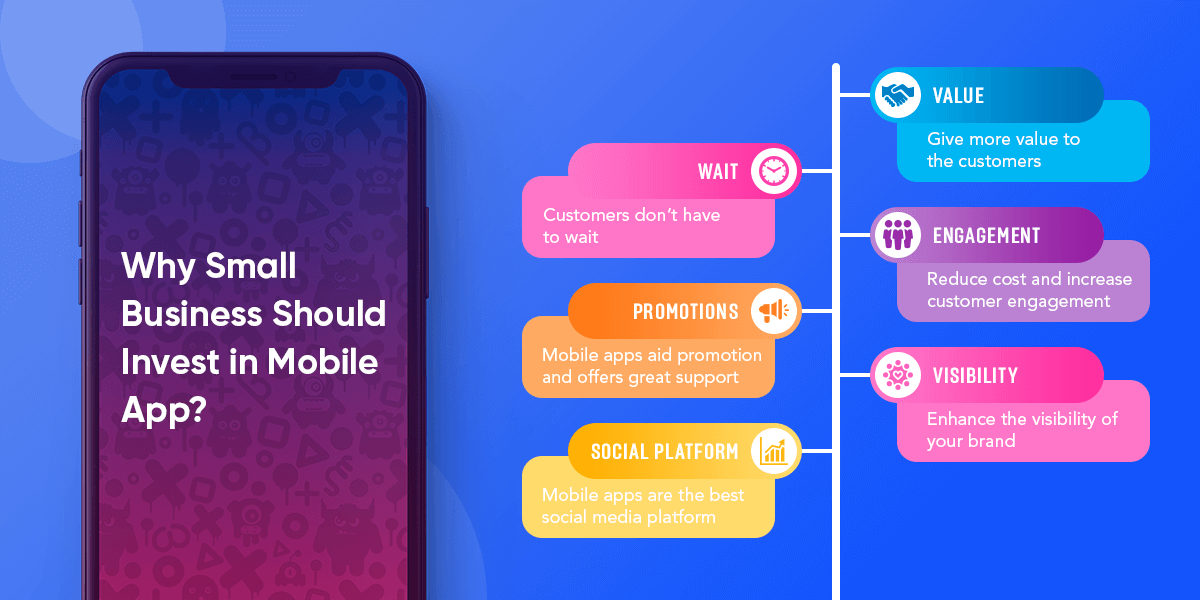 Why Small
Business Should
Invest in Mobile
App?
VALUE
Give more value to
the customers
WAIT
Customers don't have
to wait
ENGAGEMENT
Reduce cost and increase
customer engagement
PROMOTIONS
Mobile apps aid promotion
and offers great support
VISIBILITY
Enhance the visibility of
your brand
SOCIAL PLATFORM
Mobile apps are the best
social media platform